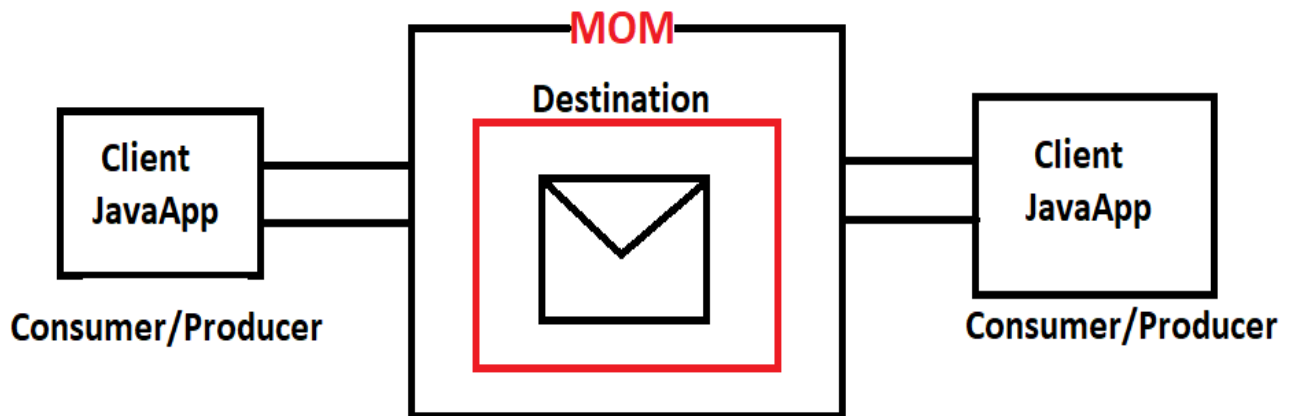 MOM
Destination
Client
JavaApp
Consumer/Producer
Client
JavaApp
Consumer/Producer